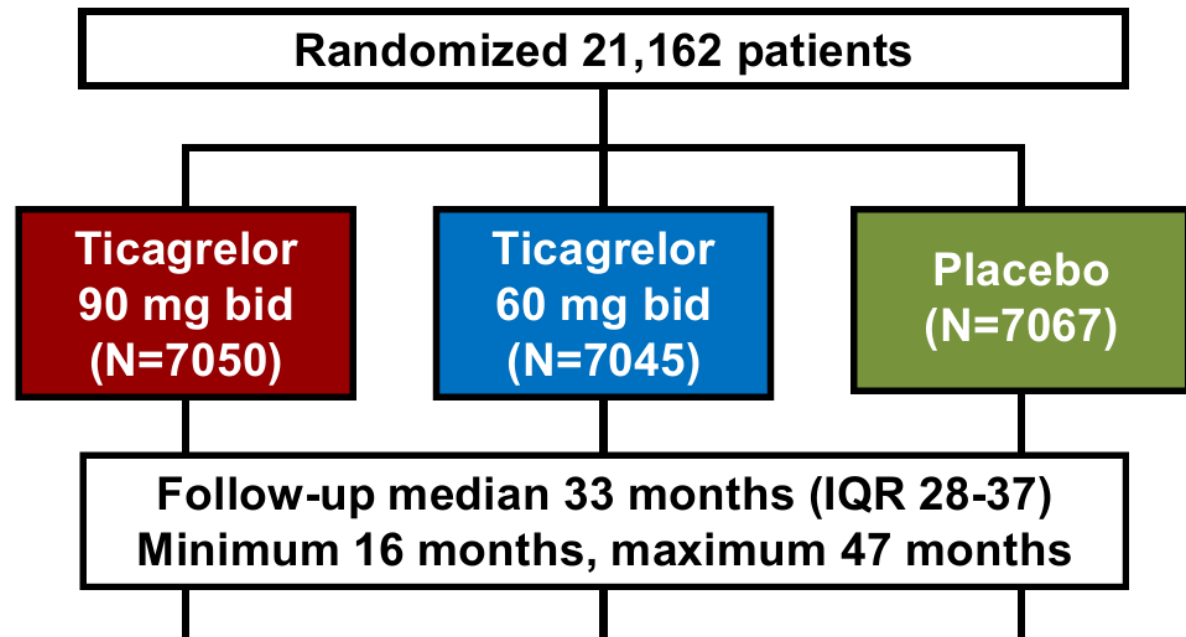 Randomized 21,162 patients
Ticagrelor
90 mg bid
(N=7050)
Ticagrelor
60 mg bid
(N=7045)
Placebo
(N=7067)
Follow-up median 33 months (IQR 28-37)
Minimum 16 months, maximum 47 months